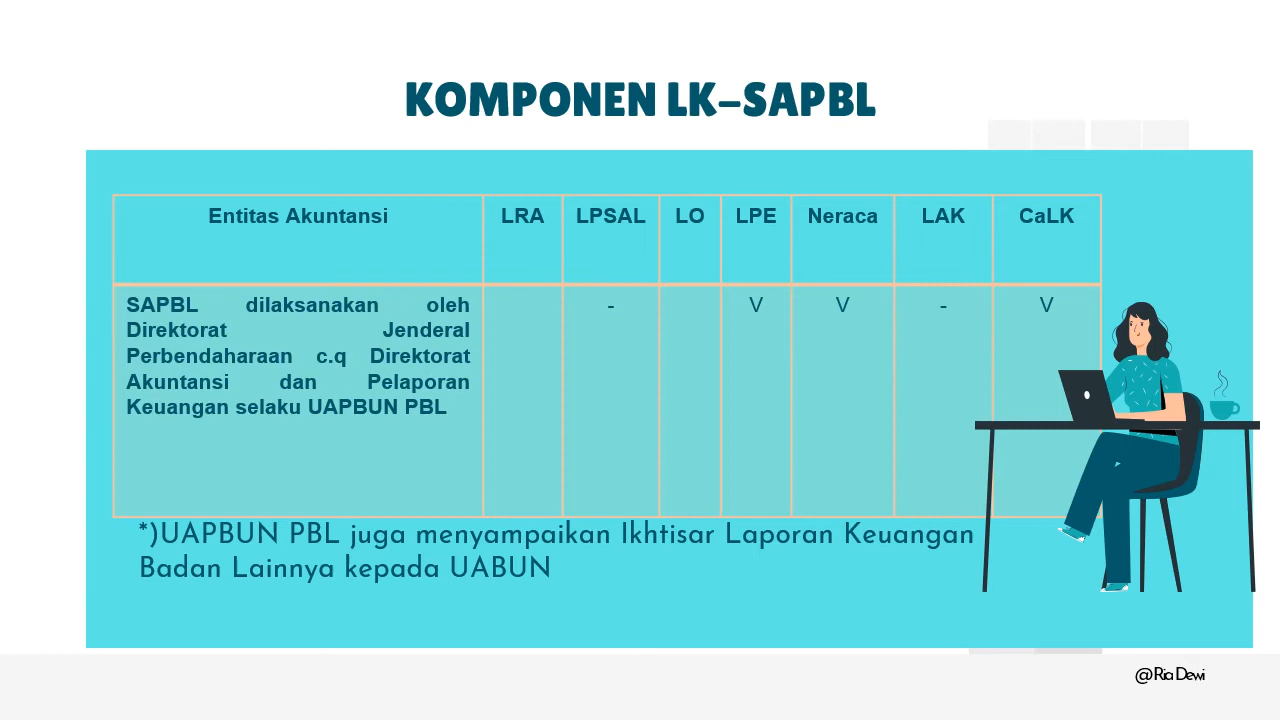 KOMPONEN LK-SAPBL
Entitas Akuntansi LRA LPSAL LO LPE Neraca LAK CaLK
SAPBL dilaksanakan oleh - V V - V
Direktorat Jenderal
Perbendaharaan c.q Direktorat
Akuntansi dan Pelaporan
Keuangan selaku UAPBUN PBL
*)UAPBUN PBL juga menyampaikan Ikhtisar Laporan Keuangan
Badan Lainnya kepada UABUN
@Ria Dewi